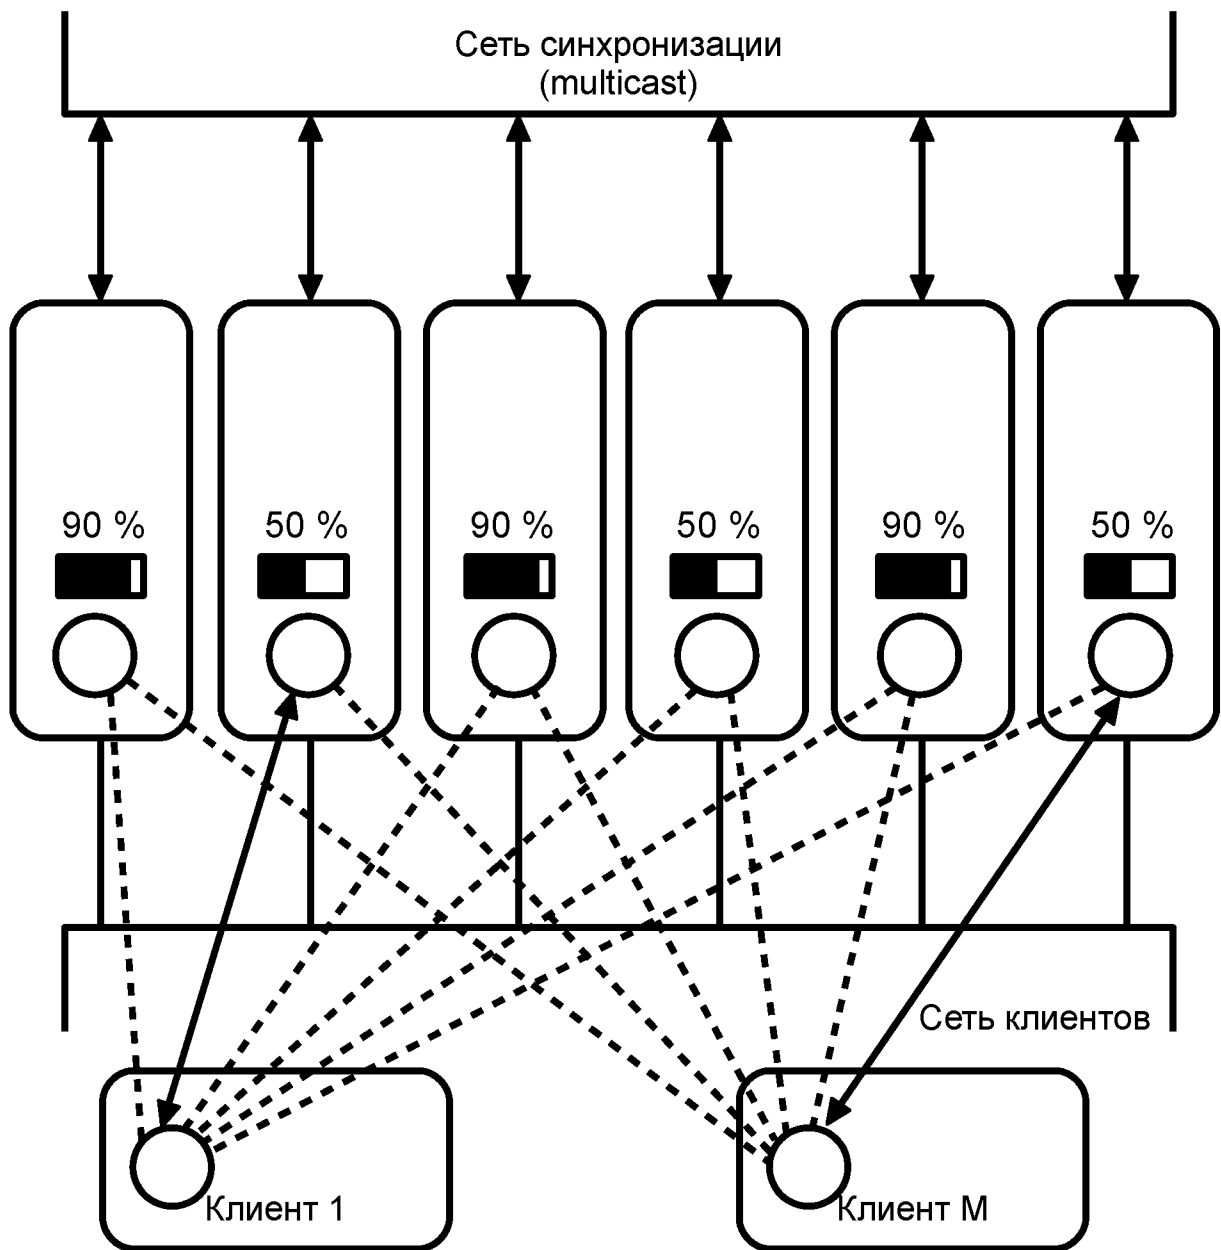 Сеть синхронизации
(multicast)
90 %
50 %
90 %
50 %
90 %
50 %
Сеть клиентов
Клиент 1
Клиент М